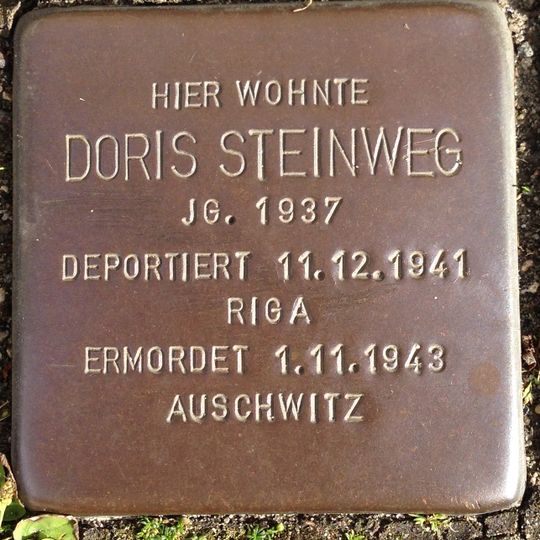 HIER WOHNTE
DORIS STEINWEG
JG. 1937
DEPORTIERT 11.12.1941
RIGA
ERMORDET 1.11.1943
AUSCHWITZ